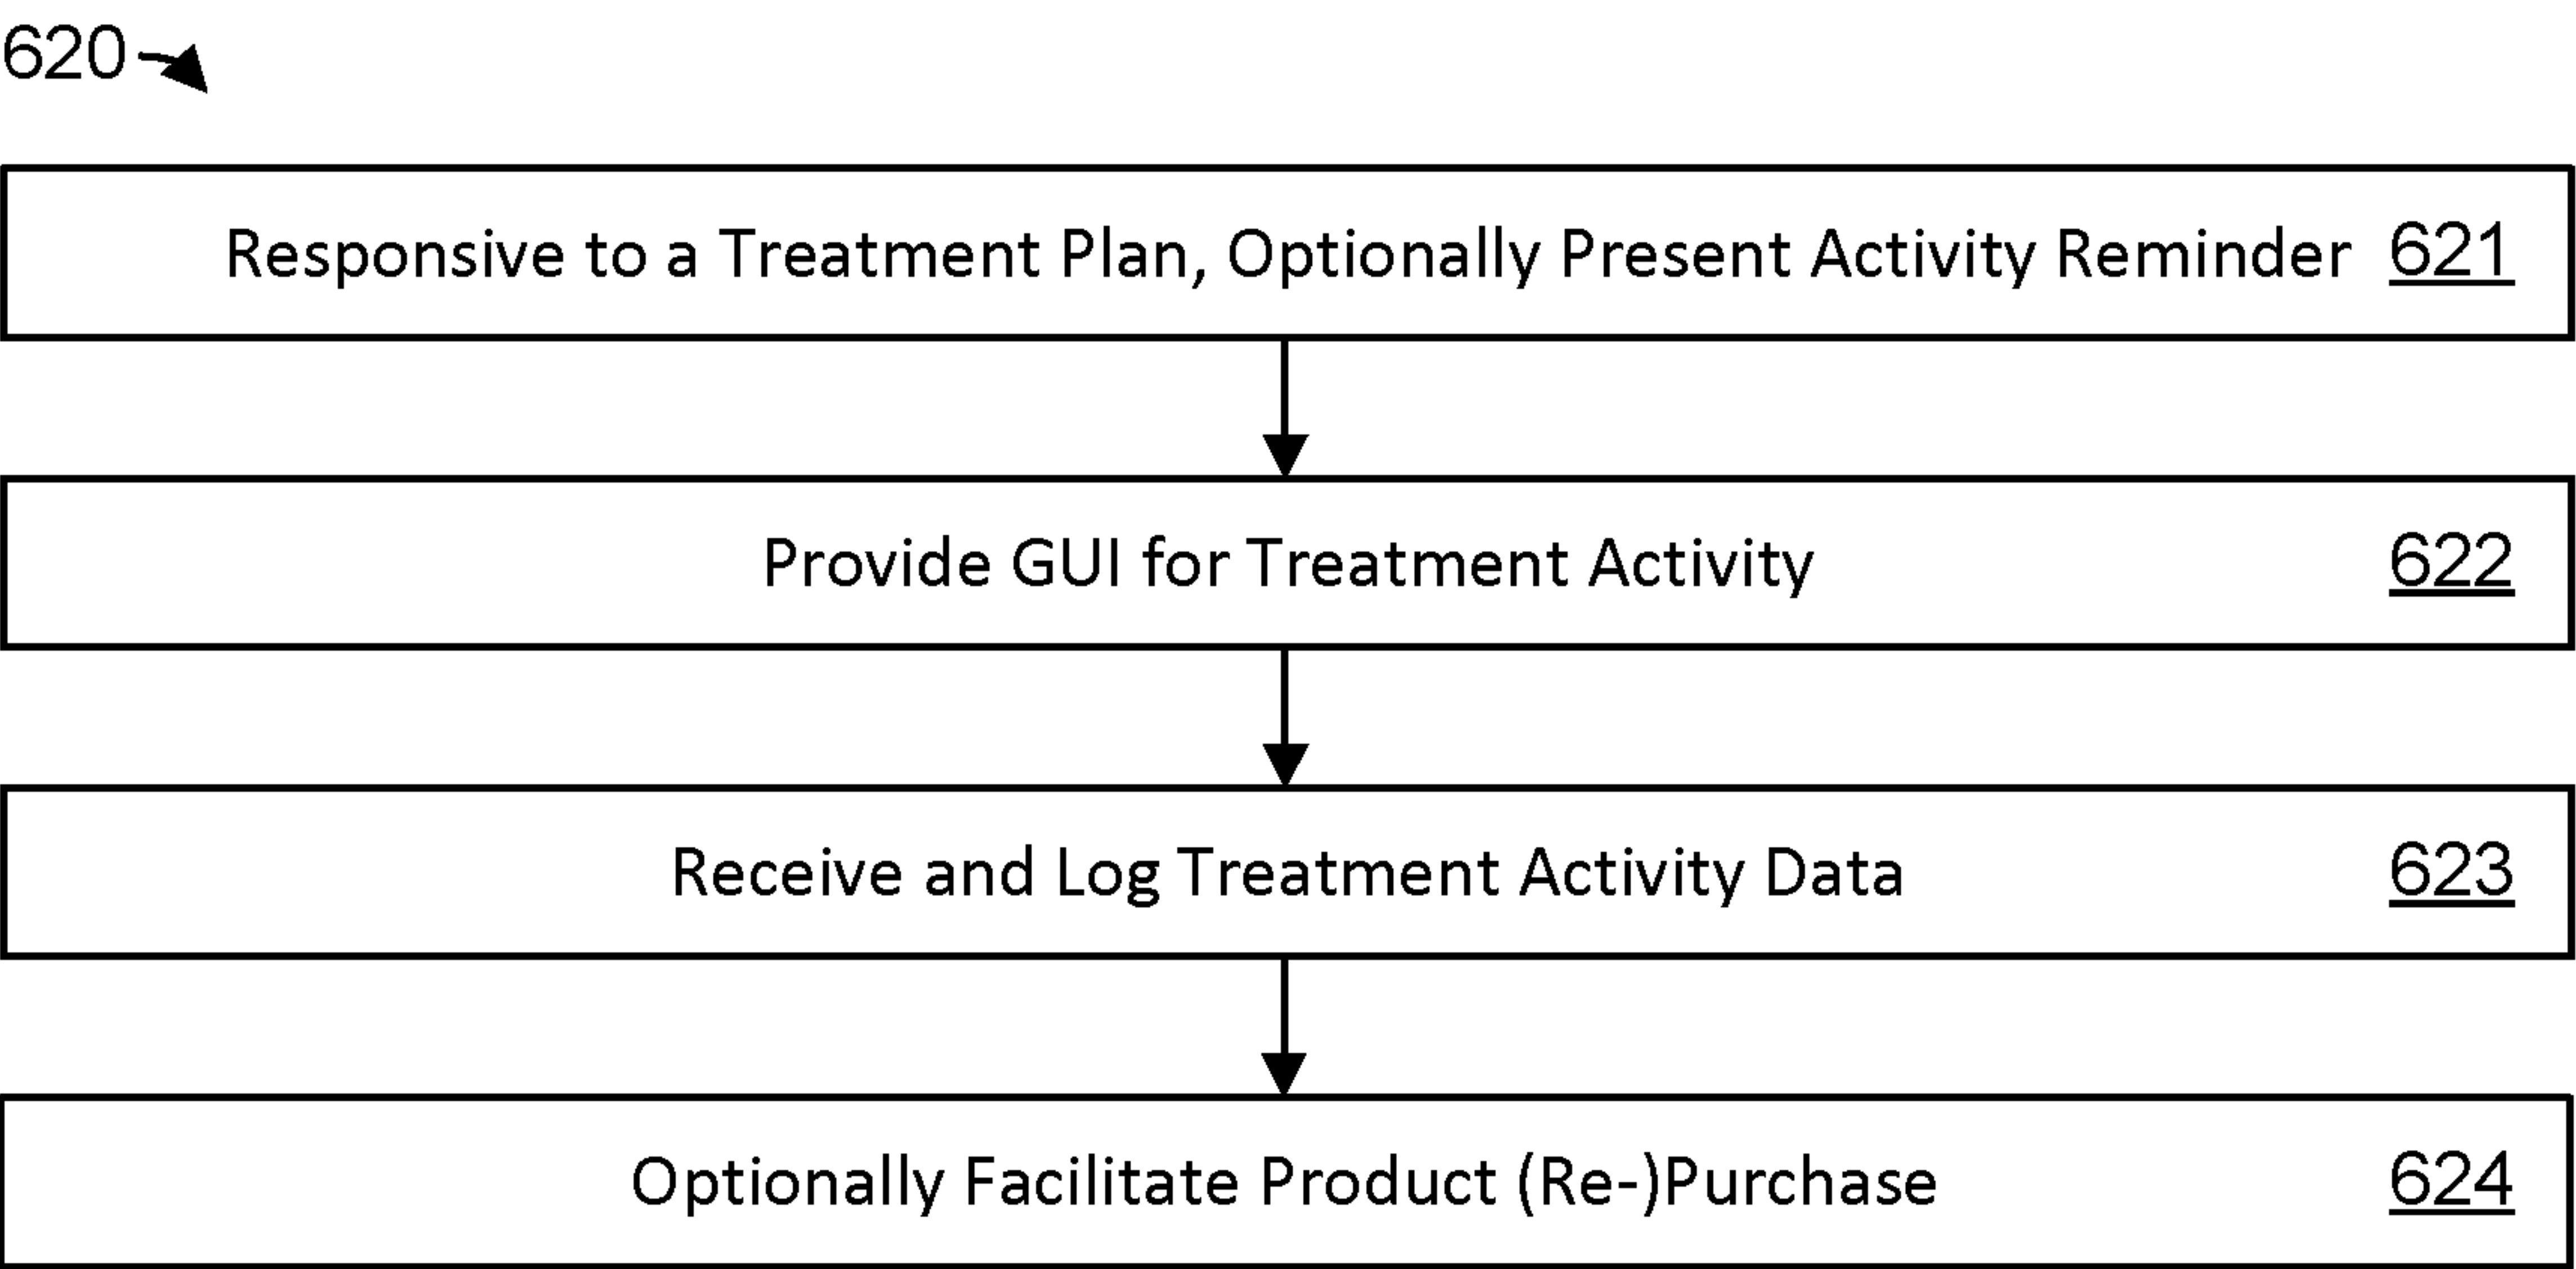 620
Responsive to a Treatment Plan, Optionally Present Activity Reminder 621
Provide GUI for Treatment Activity 622
Receive and Log Treatment Activity Data 623
Optionally Facilitate Product (Re-)Purchase 624